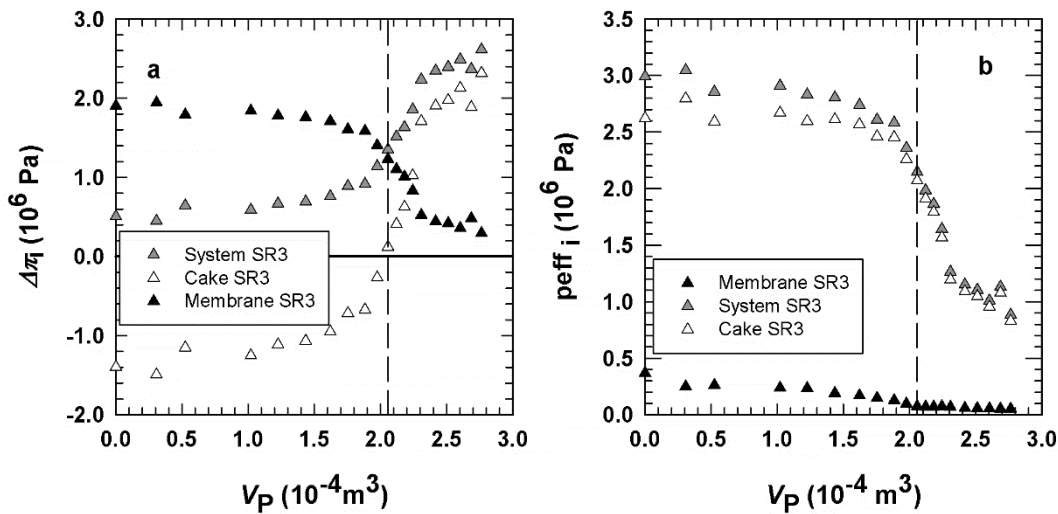 3.0
2.0
1.0
0.0
-1.0
-2.0
Δπi (10^6 Pa)
a
System SR3
Cake SR3
Membrane SR3
0.0 0.5 1.0 1.5 2.0 2.5 3.0
VP (10^-4 m^3)
3.5
3.0
2.5
2.0
1.5
1.0
0.5
0.0
peff i (10^6 Pa)
b
Membrane SR3
System SR3
Cake SR3
0.0 0.5 1.0 1.5 2.0 2.5 3.0
VP (10^-4 m^3)